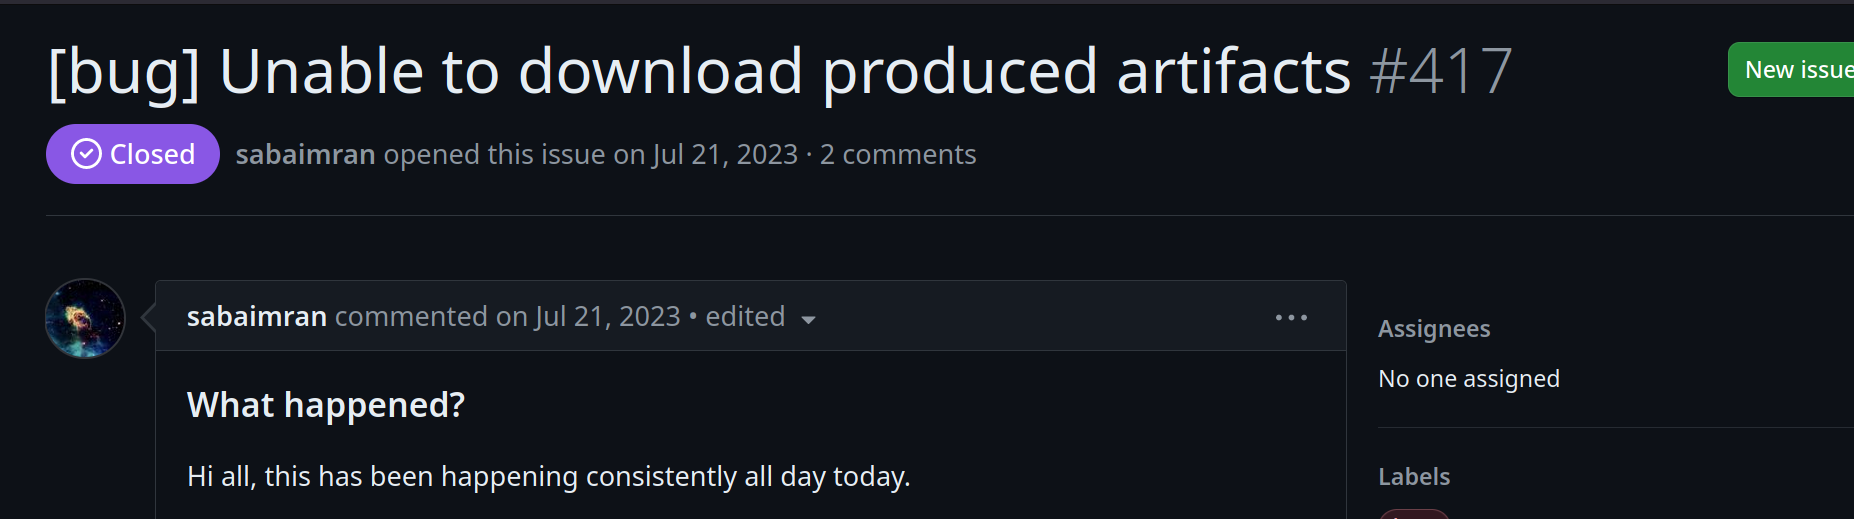 [bug] Unable to download produced artifacts #417
New issue
Closed
sabaimran opened this issue on Jul 21, 2023 · 2 comments
sabaimran commented on Jul 21, 2023 • edited
What happened?
Hi all, this has been happening consistently all day today.
Assignees
No one assigned
Labels